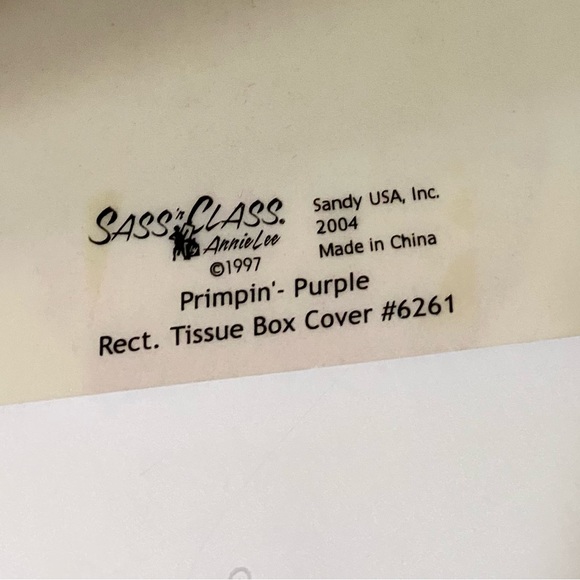 SASS 'n CLASS.
Annie Lee
©1997
Sandy USA, Inc.
2004
Made in China
Primpin'- Purple
Rect. Tissue Box Cover #6261